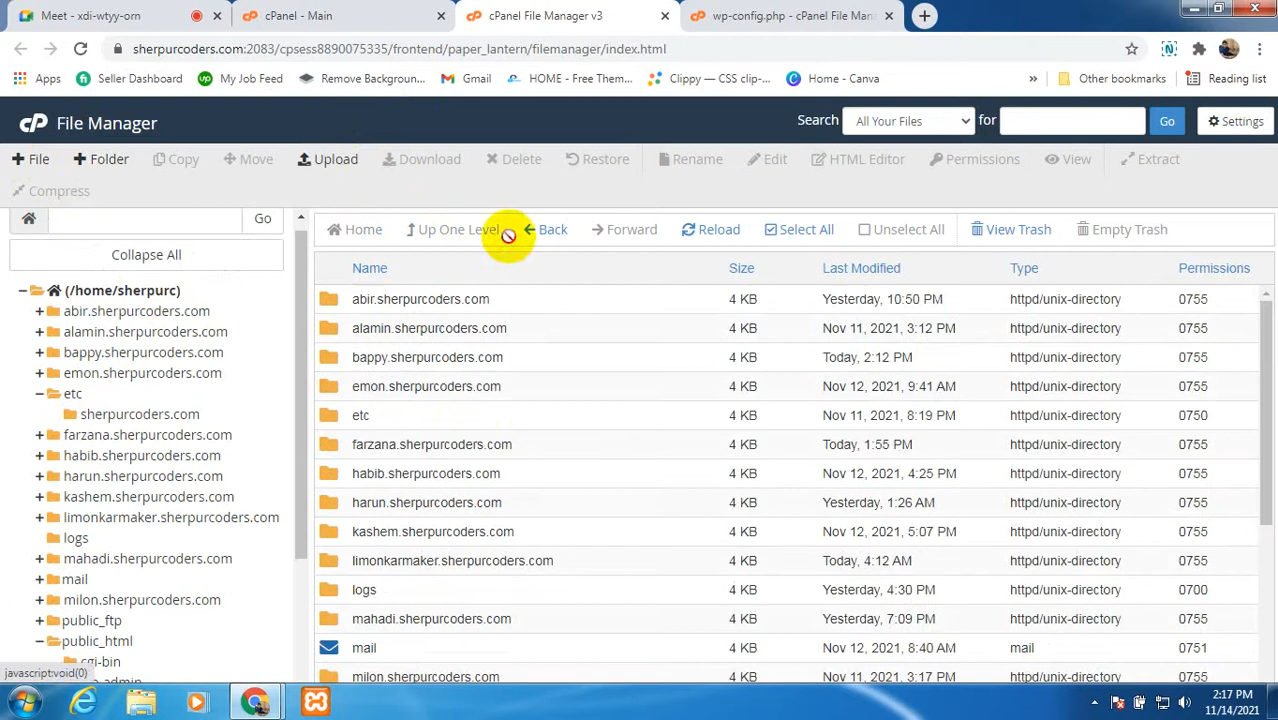 Meet - xdi-wtyy-orn
cPanel - Main
cPanel File Manager v3
wp-config.php - cPanel File Man
sherpurcoders.com:2083/cpsess8890075335/frontend/paper_lantern/filemanager/index.html
Apps Seller Dashboard My Job Feed Remove Backgroun... Gmail HOME - Free Them... Clippy — CSS clip-... Home - Canva » Other bookmarks Reading list
cP File Manager Search All Your Files for Go Settings
File Folder Copy Move Upload Download Delete Restore Rename Edit HTML Editor Permissions View Extract
Compress
Go
Collapse All
(/home/sherpurc)
abir.sherpurcoders.com
alamin.sherpurcoders.com
bappy.sherpurcoders.com
emon.sherpurcoders.com
etc
sherpurcoders.com
farzana.sherpurcoders.com
habib.sherpurcoders.com
harun.sherpurcoders.com
kashem.sherpurcoders.com
limonkarmaker.sherpurcoders.com
logs
mahadi.sherpurcoders.com
mail
milon.sherpurcoders.com
public_ftp
public_html
cgi-bin
javascript:void(0)
Home Up One Level Back Forward Reload Select All Unselect All View Trash Empty Trash
Name Size Last Modified Type Permissions
abir.sherpurcoders.com 4 KB Yesterday, 10:50 PM httpd/unix-directory 0755
alamin.sherpurcoders.com 4 KB Nov 11, 2021, 3:12 PM httpd/unix-directory 0755
bappy.sherpurcoders.com 4 KB Today, 2:12 PM httpd/unix-directory 0755
emon.sherpurcoders.com 4 KB Nov 12, 2021, 9:41 AM httpd/unix-directory 0755
etc 4 KB Nov 11, 2021, 8:19 PM httpd/unix-directory 0750
farzana.sherpurcoders.com 4 KB Today, 1:55 PM httpd/unix-directory 0755
habib.sherpurcoders.com 4 KB Nov 12, 2021, 4:25 PM httpd/unix-directory 0755
harun.sherpurcoders.com 4 KB Yesterday, 1:26 AM httpd/unix-directory 0755
kashem.sherpurcoders.com 4 KB Nov 12, 2021, 5:07 PM httpd/unix-directory 0755
limonkarmaker.sherpurcoders.com 4 KB Today, 4:12 AM httpd/unix-directory 0755
logs 4 KB Yesterday, 4:30 PM httpd/unix-directory 0700
mahadi.sherpurcoders.com 4 KB Yesterday, 7:09 PM httpd/unix-directory 0755
mail 4 KB Nov 12, 2021, 8:40 AM mail 0751
milon.sherpurcoders.com 4 KB Nov 11, 2021, 3:17 PM httpd/unix-directory 0755
2:17 PM
11/14/2021